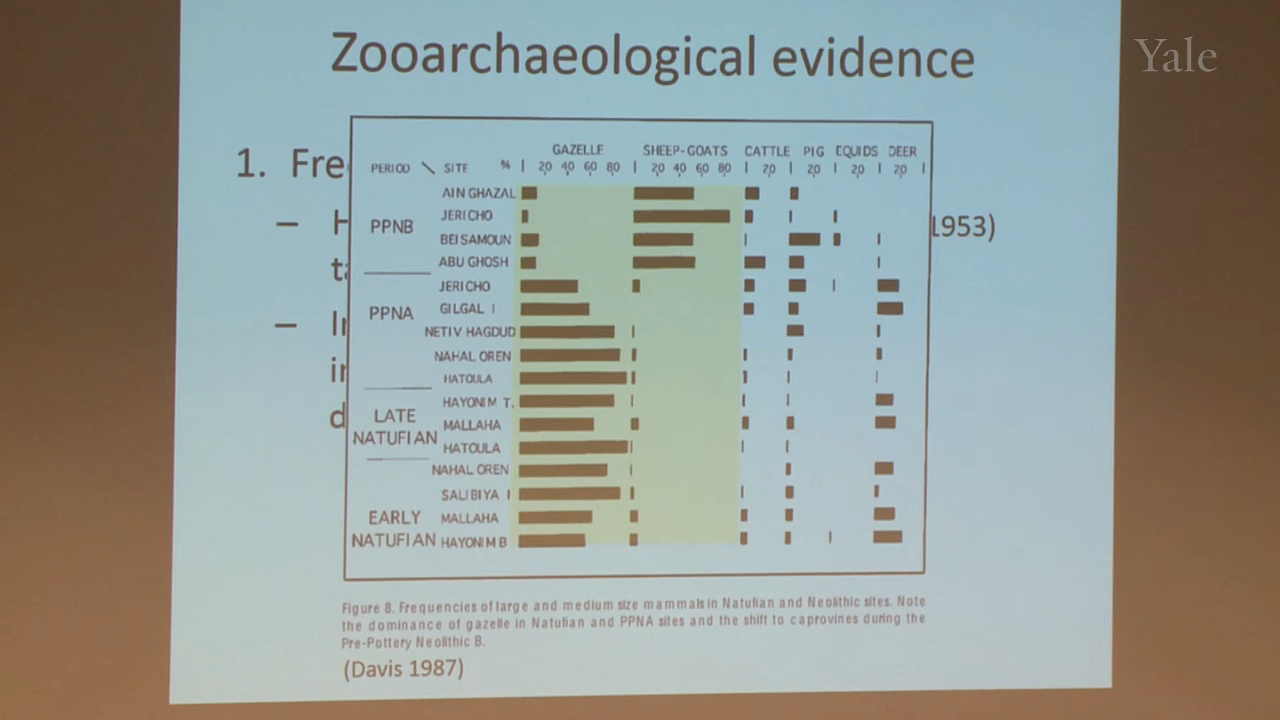 Zooarchaeological evidence
Yale
1. Fre
– H
1953)
t
– I
i
d
GAZELLE SHEEP-GOATS CATTLE PIG EQUIDS DEER
PERIOD \ SITE % 20 40 60 80 20 40 60 80 20 20 20 20
PPNB
AIN GHAZAL
JERICHO
BEISAMOUN
ABU GHOSH
PPNA
JERICHO
GILGAL I
NETIV HAGDUD
NAHAL OREN
HATOULA
LATE
NATUFIAN
HAYONIM T.
MALLAHA
HATOULA
EARLY
NATUFIAN
NAHAL OREN
SALIBIYA I
MALLAHA
HAYONIM B
Figure 8. Frequencies of large and medium size mammals in Natufian and Neolithic sites. Note
the dominance of gazelle in Natufian and PPNA sites and the shift to caprovines during the
Pre-Pottery Neolithic B.
(Davis 1987)